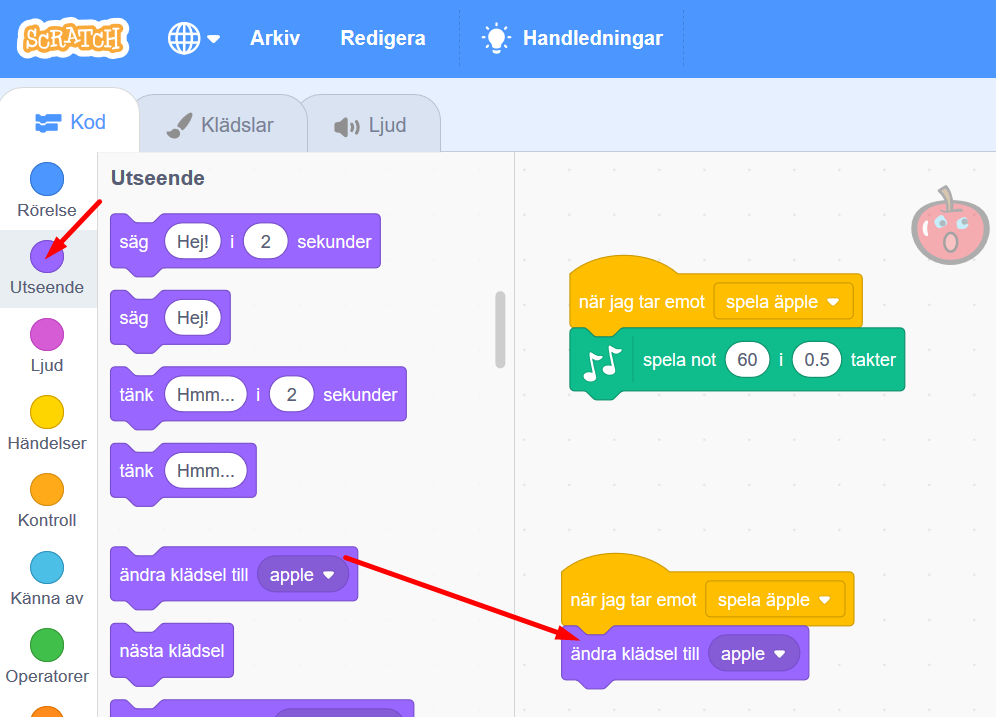 SCRATCH Arkiv Redigera Handledningar
Kod Klädslar Ljud
Rörelse
Utseende
Ljud
Händelser
Kontroll
Känna av
Operatorer
Utseende
säg Hej! i 2 sekunder
säg Hej!
tänk Hmm... i 2 sekunder
tänk Hmm...
ändra klädsel till apple
nästa klädsel
när jag tar emot spela äpple
spela not 60 i 0.5 takter
när jag tar emot spela äpple
ändra klädsel till apple